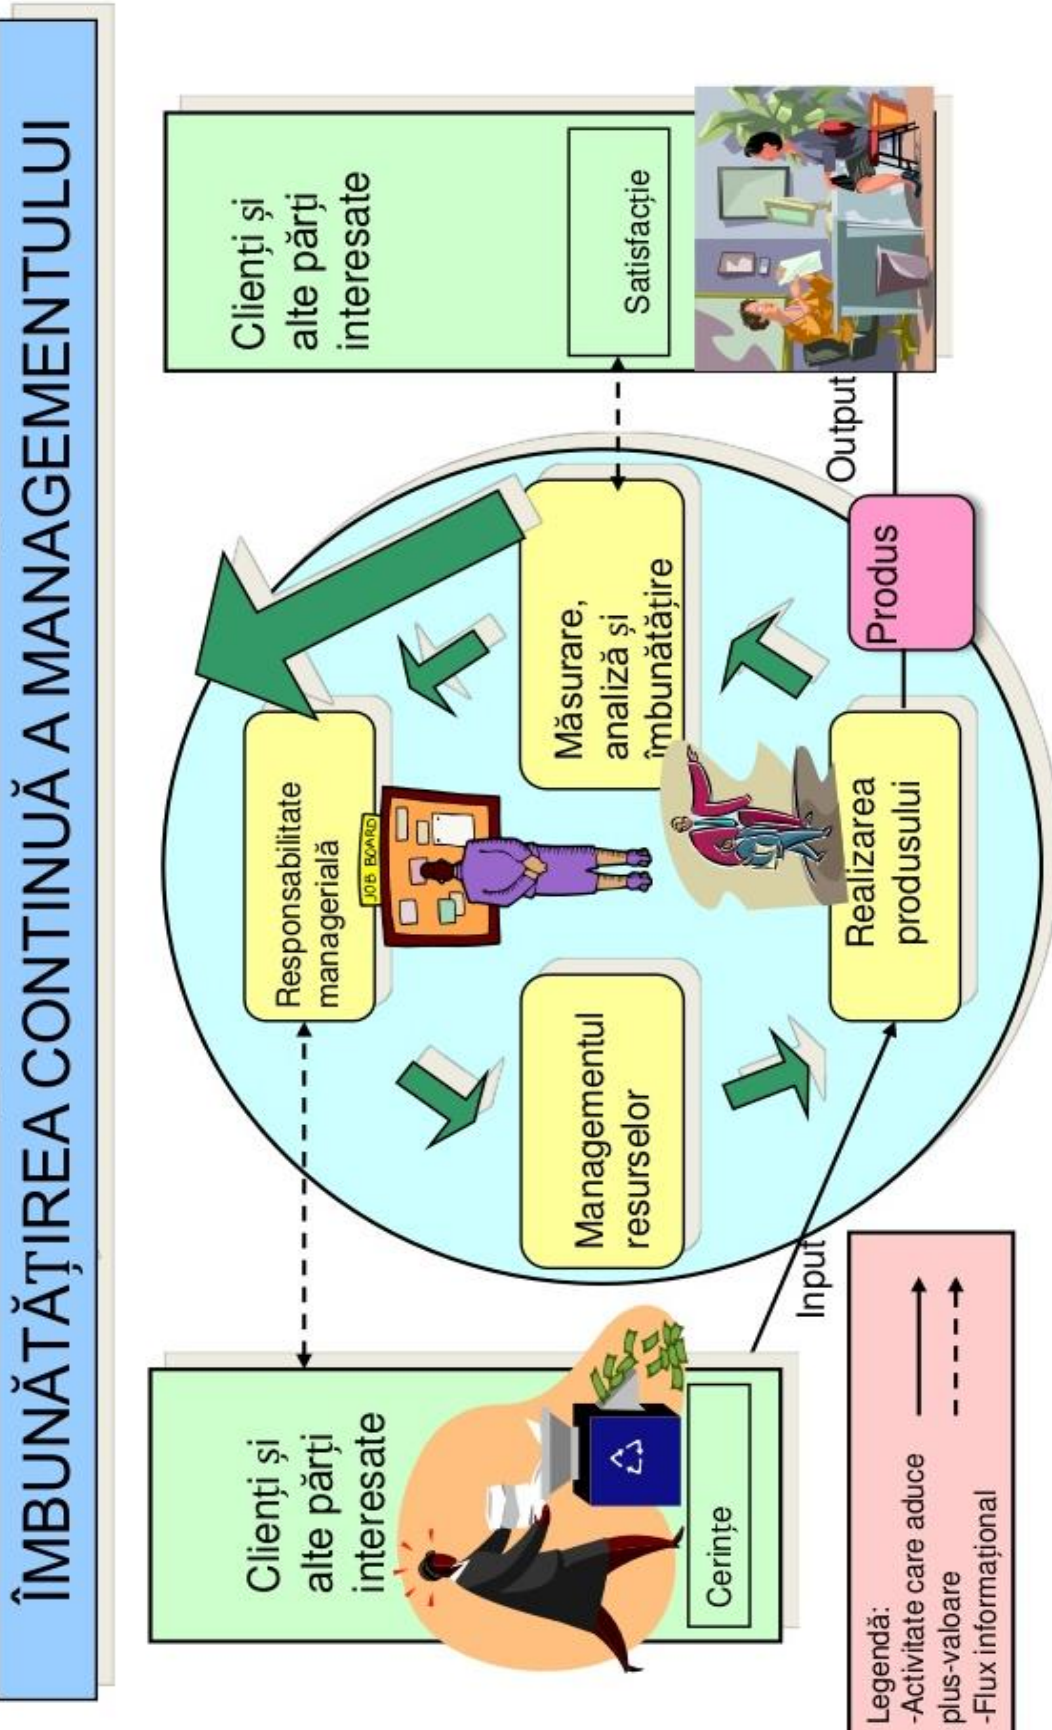 ÎMBUNĂTĂȚIREA CONTINUĂ A MANAGEMENTULUI
Clienți și
alte părți
interesate
Cerințe
Responsabilitate
managerială
JOB BOARD
Managementul
resurselor
Măsurare,
analiză și
îmbunătățire
Realizarea
produsului
Produs
Input
Output
Clienți și
alte părți
interesate
Satisfacție
Legendă:
-Activitate care aduce
plus-valoare
-Flux informațional